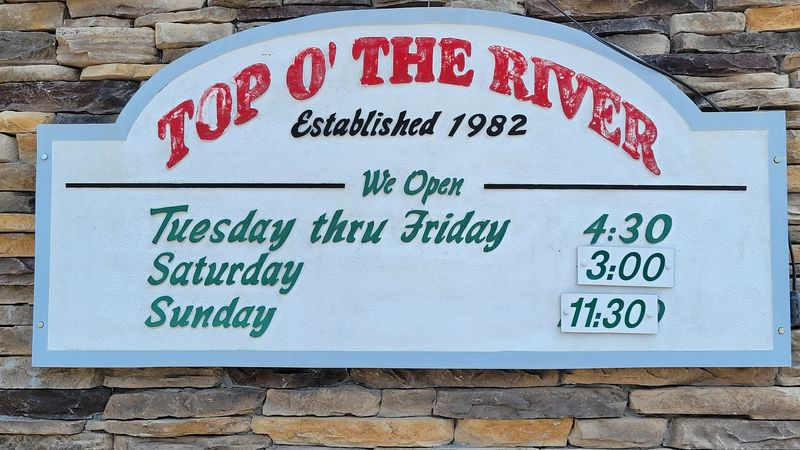 TOP O' THE RIVER
Established 1982
We Open
Tuesday thru Friday 4:30
Saturday 3:00
Sunday 11:30